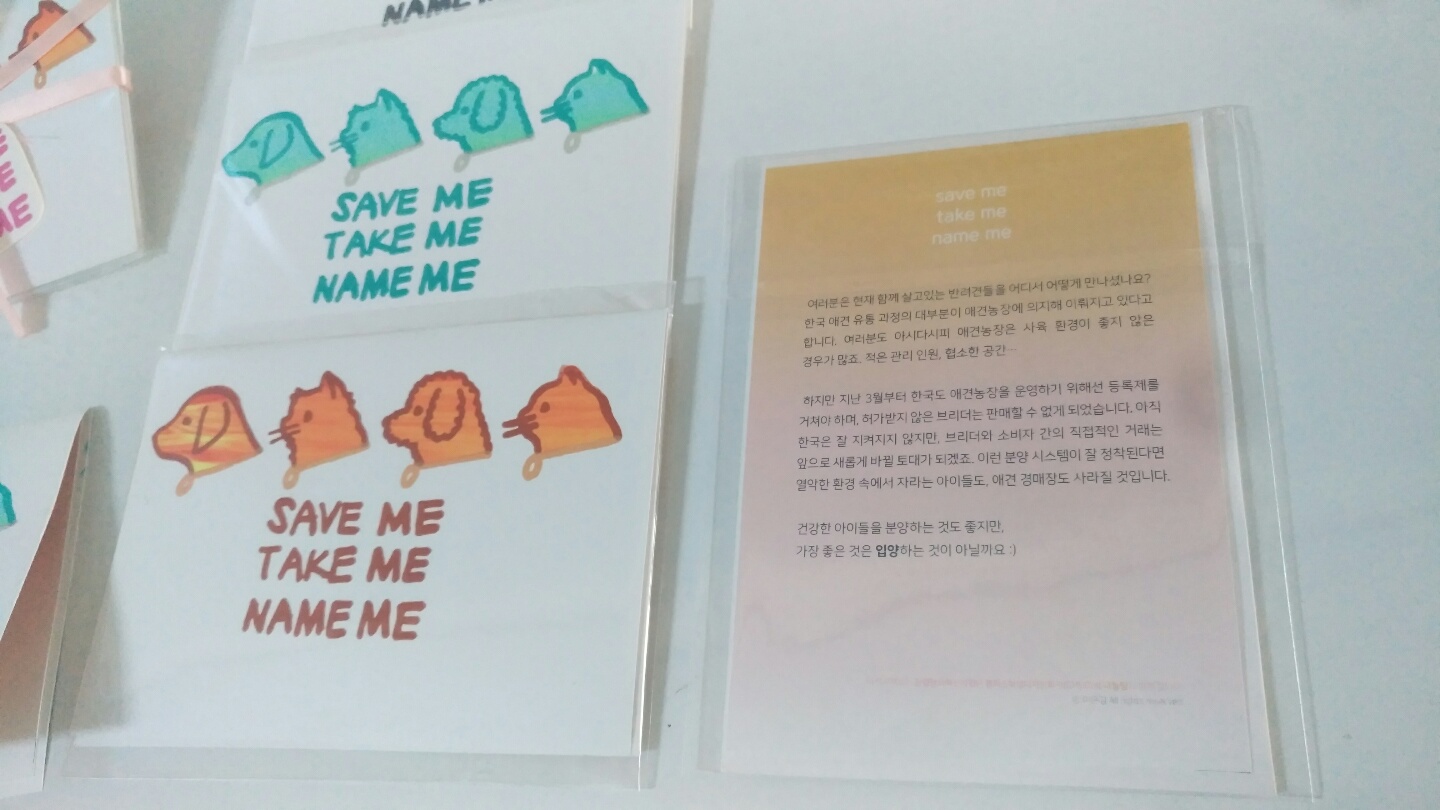 NAME M
E
E
ME
SAVE ME
TAKE ME
NAME ME
SAVE ME
TAKE ME
NAME ME
save me
take me
name me
여러분은 현재 함께 살고있는 반려견들을 어디서 어떻게 만나셨나요?
한국 애견 유통 과정의 대부분이 애견농장에 의지해 이뤄지고 있다고
합니다. 여러분도 아시다시피 애견농장은 사육 환경이 좋지 않은
경우가 많죠. 적은 관리 인원, 협소한 공간…
하지만 지난 3월부터 한국도 애견농장을 운영하기 위해선 등록제를
거쳐야 하며, 허가받지 않은 브리더는 판매할 수 없게 되었습니다. 아직
한국은 잘 지켜지지 않지만, 브리더와 소비자 간의 직접적인 거래는
앞으로 새롭게 바뀔 토대가 되겠죠. 이런 분양 시스템이 잘 정착된다면
열악한 환경 속에서 자라는 아이들도, 애견 경매장도 사라질 것입니다.
건강한 아이들을 분양하는 것도 좋지만,
가장 좋은 것은 입양하는 것이 아닐까요 :)